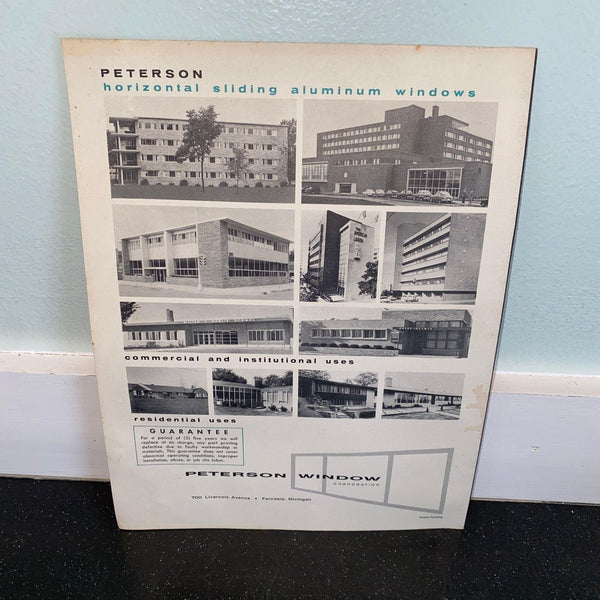 PETERSON
horizontal sliding aluminum windows
commercial and institutional uses
residential uses
GUARANTEE
For a period of (5) five years we will
replace at no charge, any part proving
defective due to faulty workmanship or
materials. This guarantee does not cover
abnormal operating conditions, improper
installation, abuse, or job site labor.
PETERSON WINDOW
CORPORATION
700 Livernois Avenue • Ferndale, Michigan